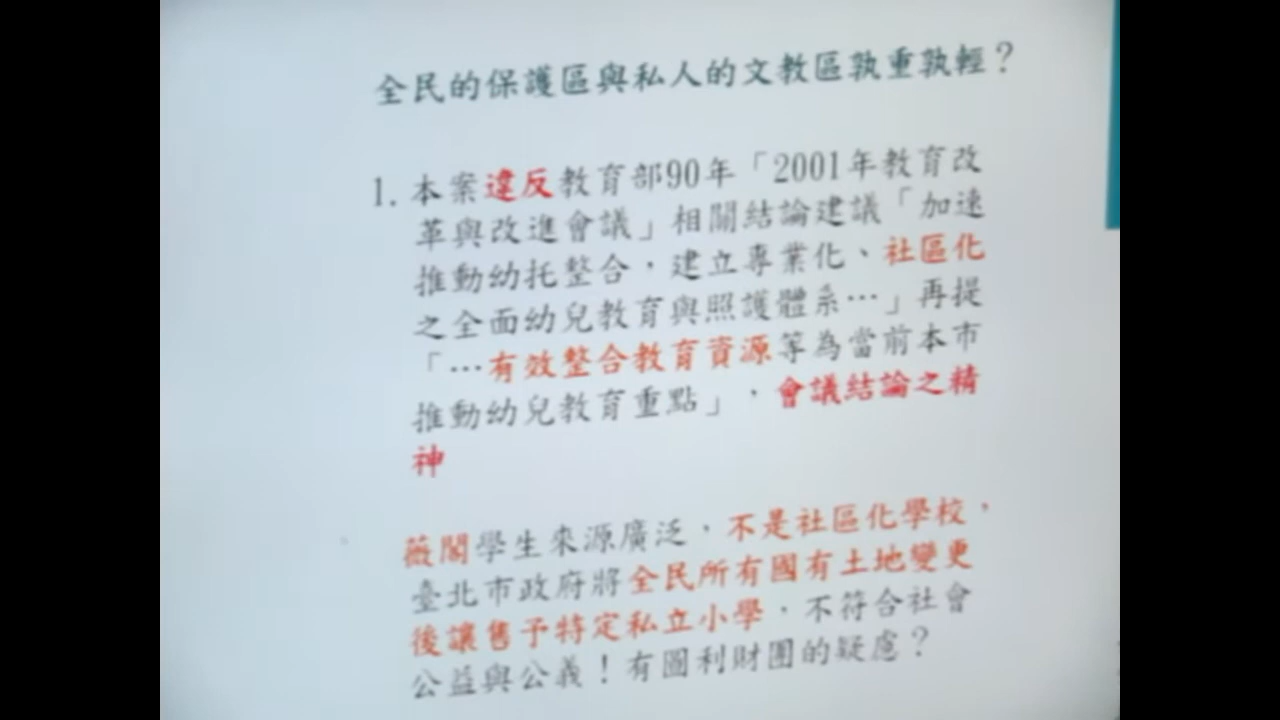 全民的保護區與私人的文教區孰重孰輕？
1. 本案違反教育部90年「2001年教育改
革與改進會議」相關結論建議「加速
推動幼托整合，建立專業化、社區化
之全面幼兒教育與照護體系…」再提
「…有效整合教育資源等為當前本市
推動幼兒教育重點」，會議結論之精
神
薇閣學生來源廣泛，不是社區化學校，
臺北市政府將全民所有國有土地變更
後讓售予特定私立小學，不符合社會
公益與公義！有圖利財團的疑慮？